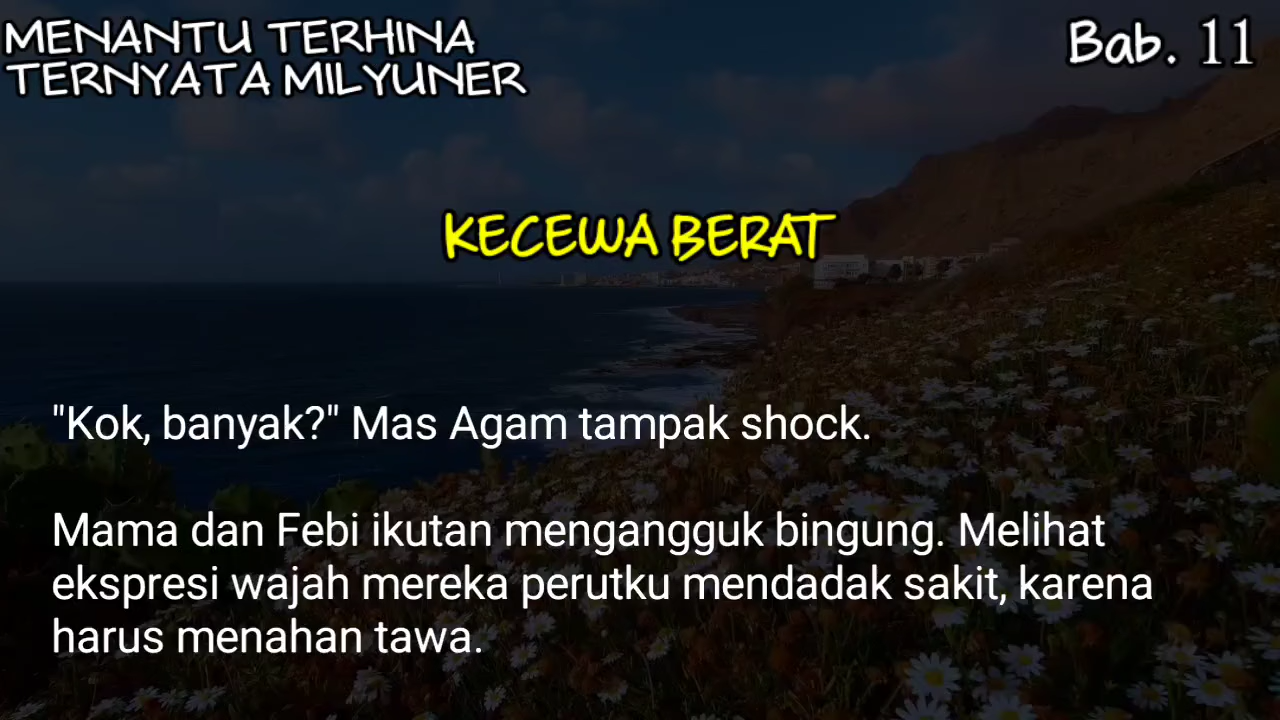 MENANTU TERHINA
TERNYATA MILYUNER
Bab. 11
KECEWA BERAT
"Kok, banyak?" Mas Agam tampak shock.
Mama dan Febi ikutan mengangguk bingung. Melihat
ekspresi wajah mereka perutku mendadak sakit, karena
harus menahan tawa.